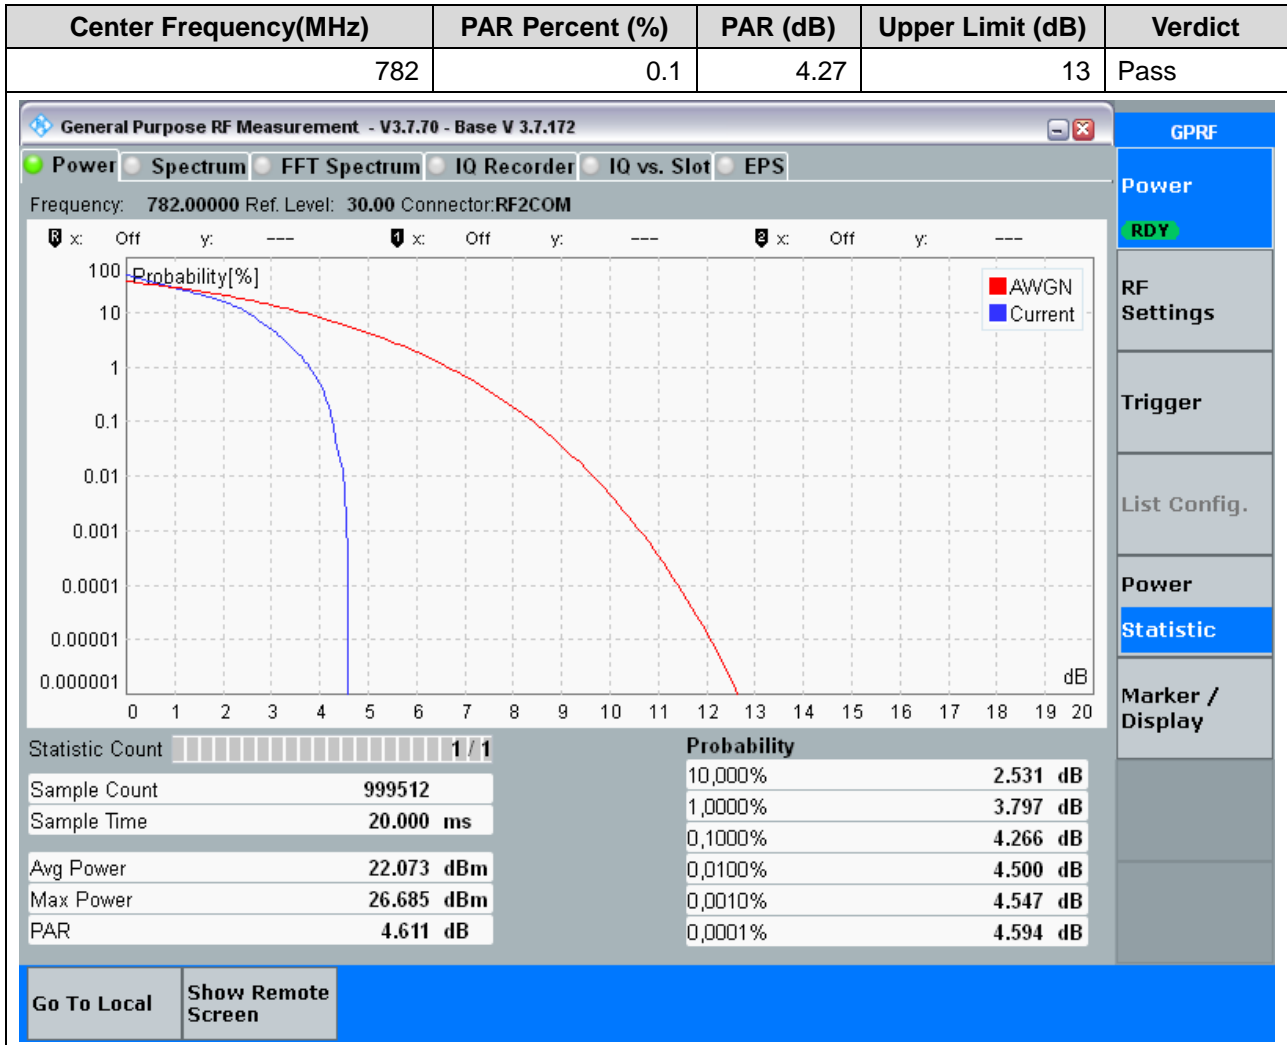 Center Frequency(MHz) PAR Percent (%) PAR (dB) Upper Limit (dB) Verdict
782 0.1 4.27 13 Pass
General Purpose RF Measurement - V3.7.70 - Base V 3.7.172
GPRF
Power Spectrum FFT Spectrum IQ Recorder IQ vs. Slot EPS
Frequency: 782.00000 Ref. Level: 30.00 Connector:RF2COM
R x: Off y: --- 1 x: Off y: --- 2 x: Off y: ---
Probability[%]
100
10
1
0.1
0.01
0.001
0.0001
0.00001
0.000001
AWGN
Current
dB
0 1 2 3 4 5 6 7 8 9 10 11 12 13 14 15 16 17 18 19 20
Statistic Count 1 / 1
Sample Count 999512
Sample Time 20.000 ms
Avg Power 22.073 dBm
Max Power 26.685 dBm
PAR 4.611 dB
Probability
10,000% 2.531 dB
1,0000% 3.797 dB
0,1000% 4.266 dB
0,0100% 4.500 dB
0,0010% 4.547 dB
0,0001% 4.594 dB
Power
RDY
RF
Settings
Trigger
List Config.
Power
Statistic
Marker /
Display
Go To Local
Show Remote
Screen